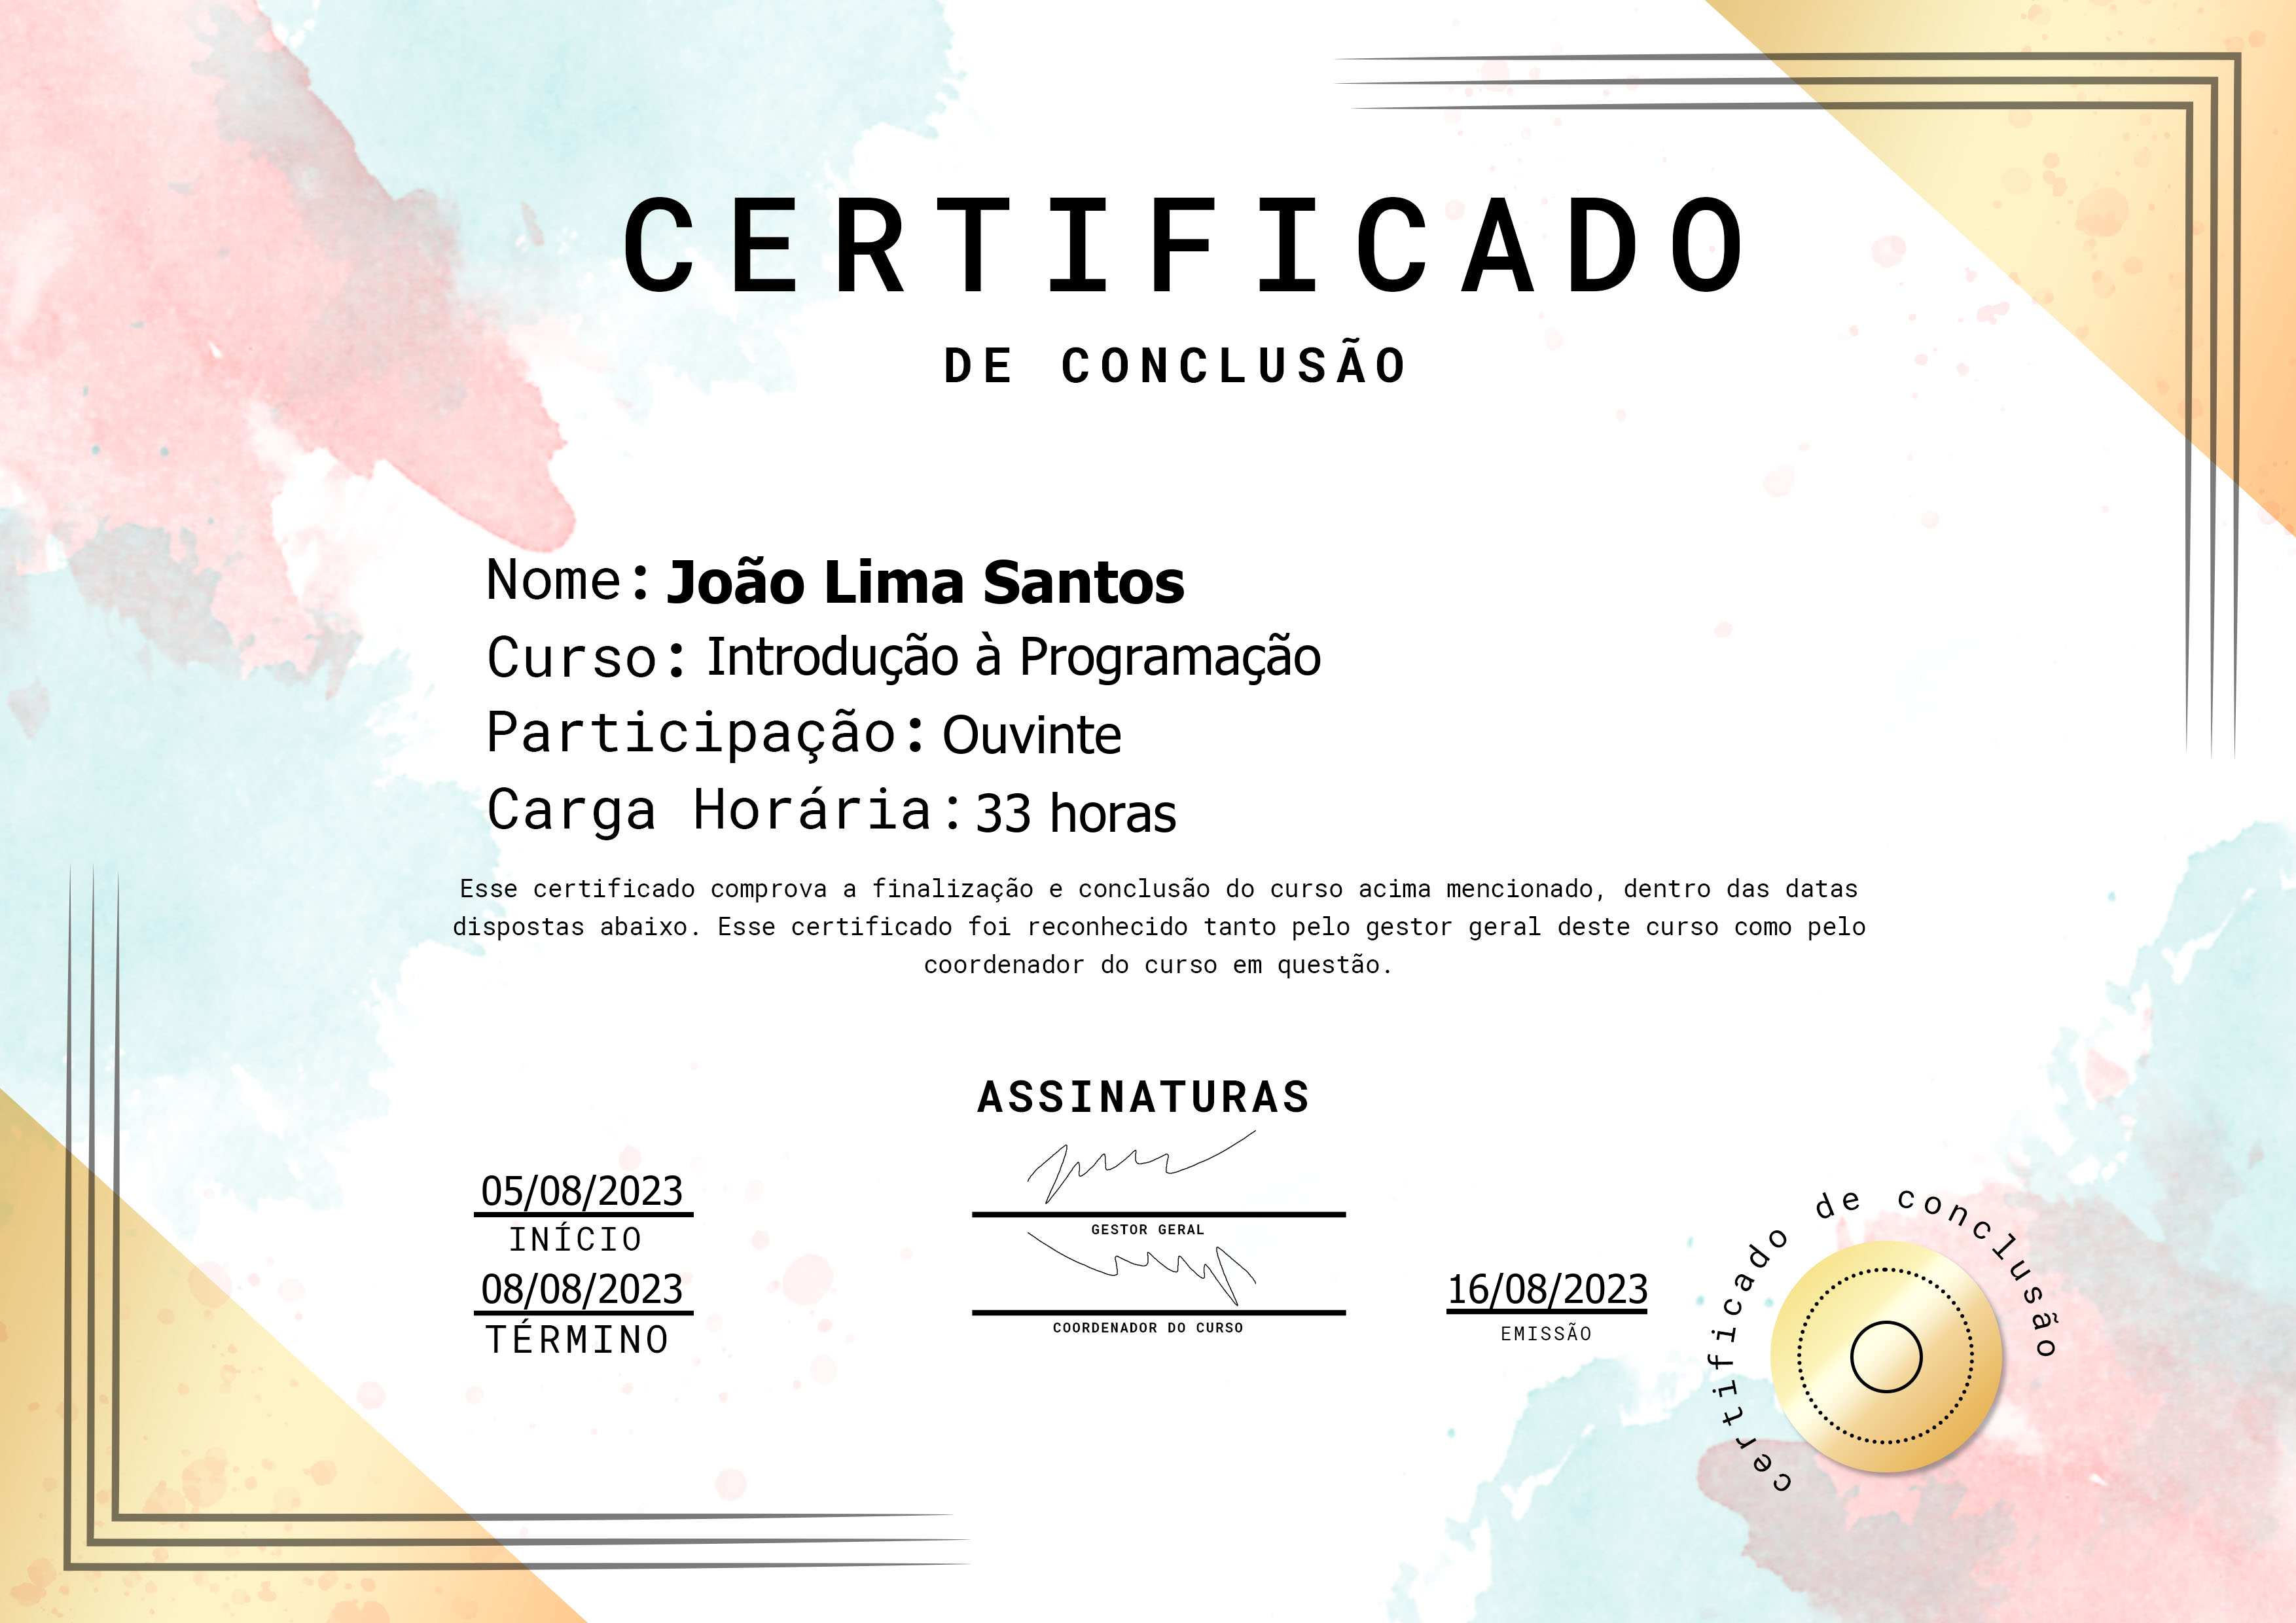 CERTIFICADO
DE CONCLUSÃO
Nome: João Lima Santos
Curso: Introdução à Programação
Participação: Ouvinte
Carga Horária: 33 horas
Esse certificado comprova a finalização e conclusão do curso acima mencionado, dentro das datas
dispostas abaixo. Esse certificado foi reconhecido tanto pelo gestor geral deste curso como pelo
coordenador do curso em questão.
ASSINATURAS
05/08/2023
INÍCIO
GESTOR GERAL
08/08/2023
TÉRMINO
COORDENADOR DO CURSO
16/08/2023
EMISSÃO
certificado de conclusão